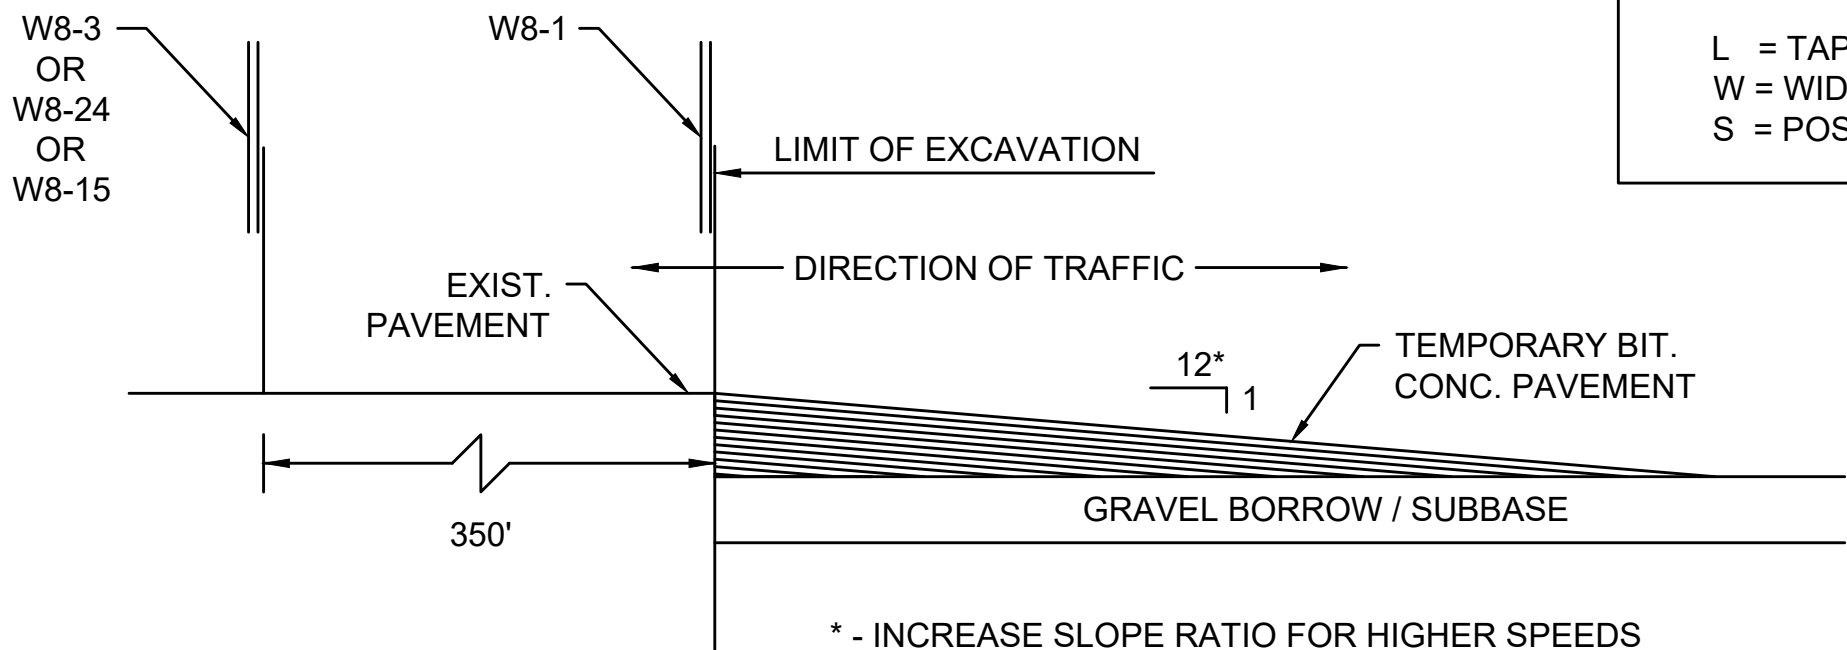 W8-3
OR
W8-24
OR
W8-15
W8-1
L = TAP
W = WID
S = POS
LIMIT OF EXCAVATION
DIRECTION OF TRAFFIC
EXIST.
PAVEMENT
12*
1
TEMPORARY BIT.
CONC. PAVEMENT
350'
GRAVEL BORROW / SUBBASE
* - INCREASE SLOPE RATIO FOR HIGHER SPEEDS